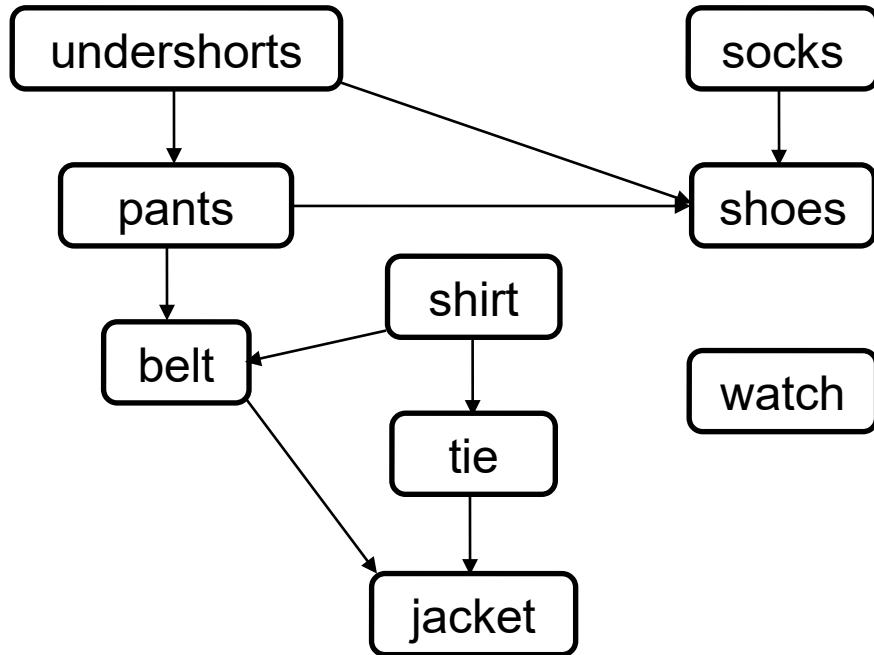 undershorts
socks
pants
shoes
shirt
belt
watch
tie
jacket